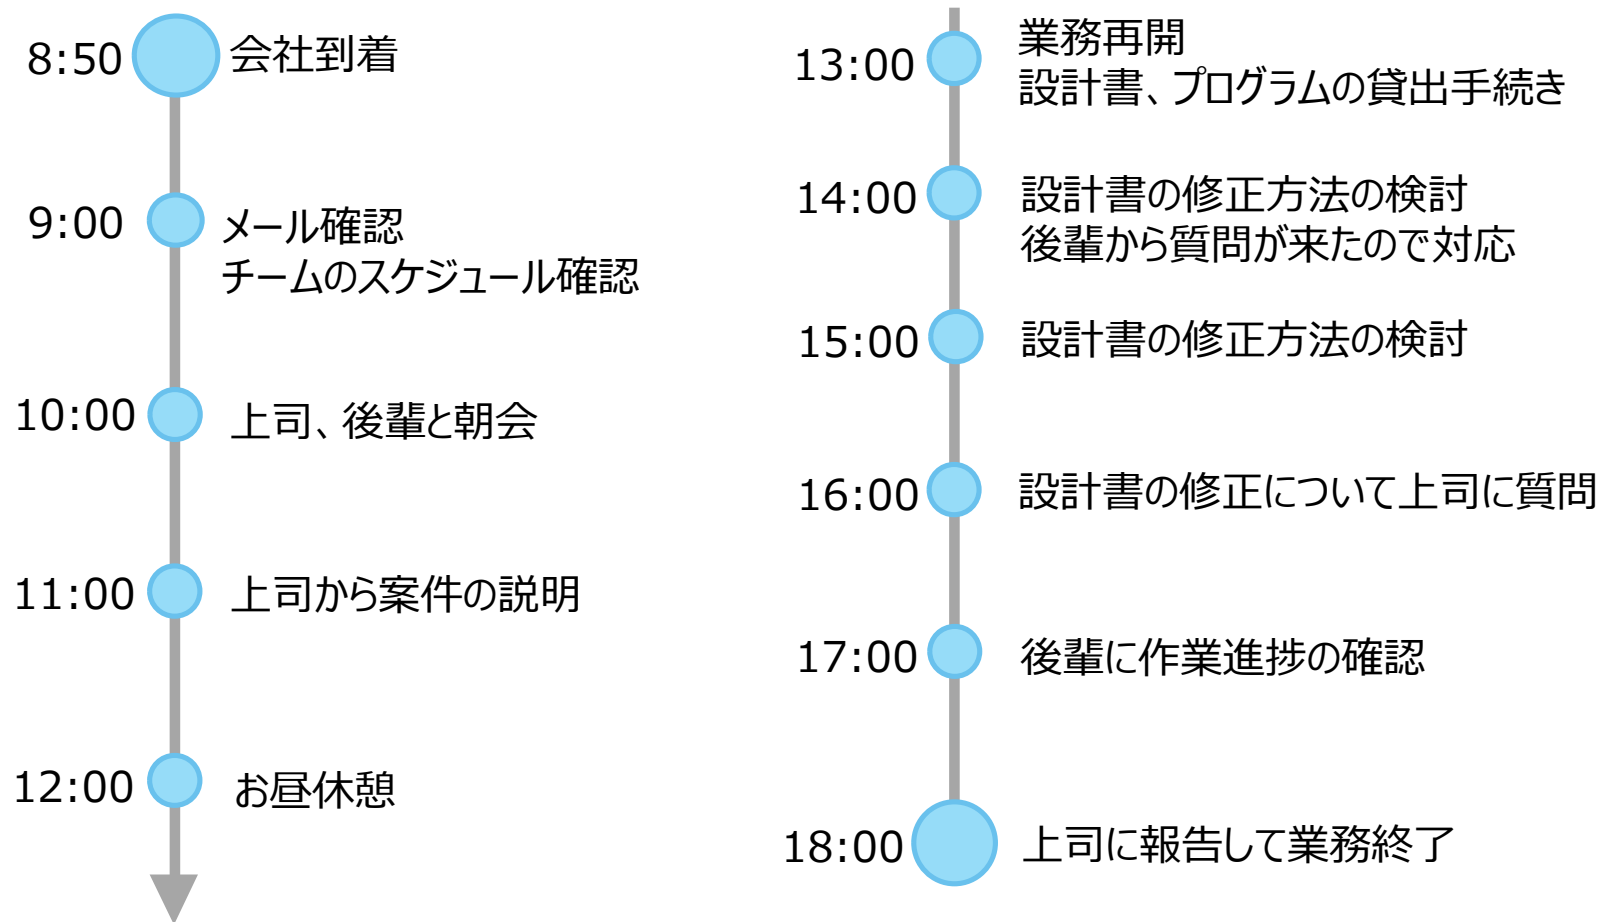 8:50 会社到着
9:00 メール確認
チームのスケジュール確認
10:00 上司、後輩と朝会
11:00 上司から案件の説明
12:00 お昼休憩
13:00 業務再開
設計書、プログラムの貸出手続き
14:00 設計書の修正方法の検討
後輩から質問が来たので対応
15:00 設計書の修正方法の検討
16:00 設計書の修正について上司に質問
17:00 後輩に作業進捗の確認
18:00 上司に報告して業務終了